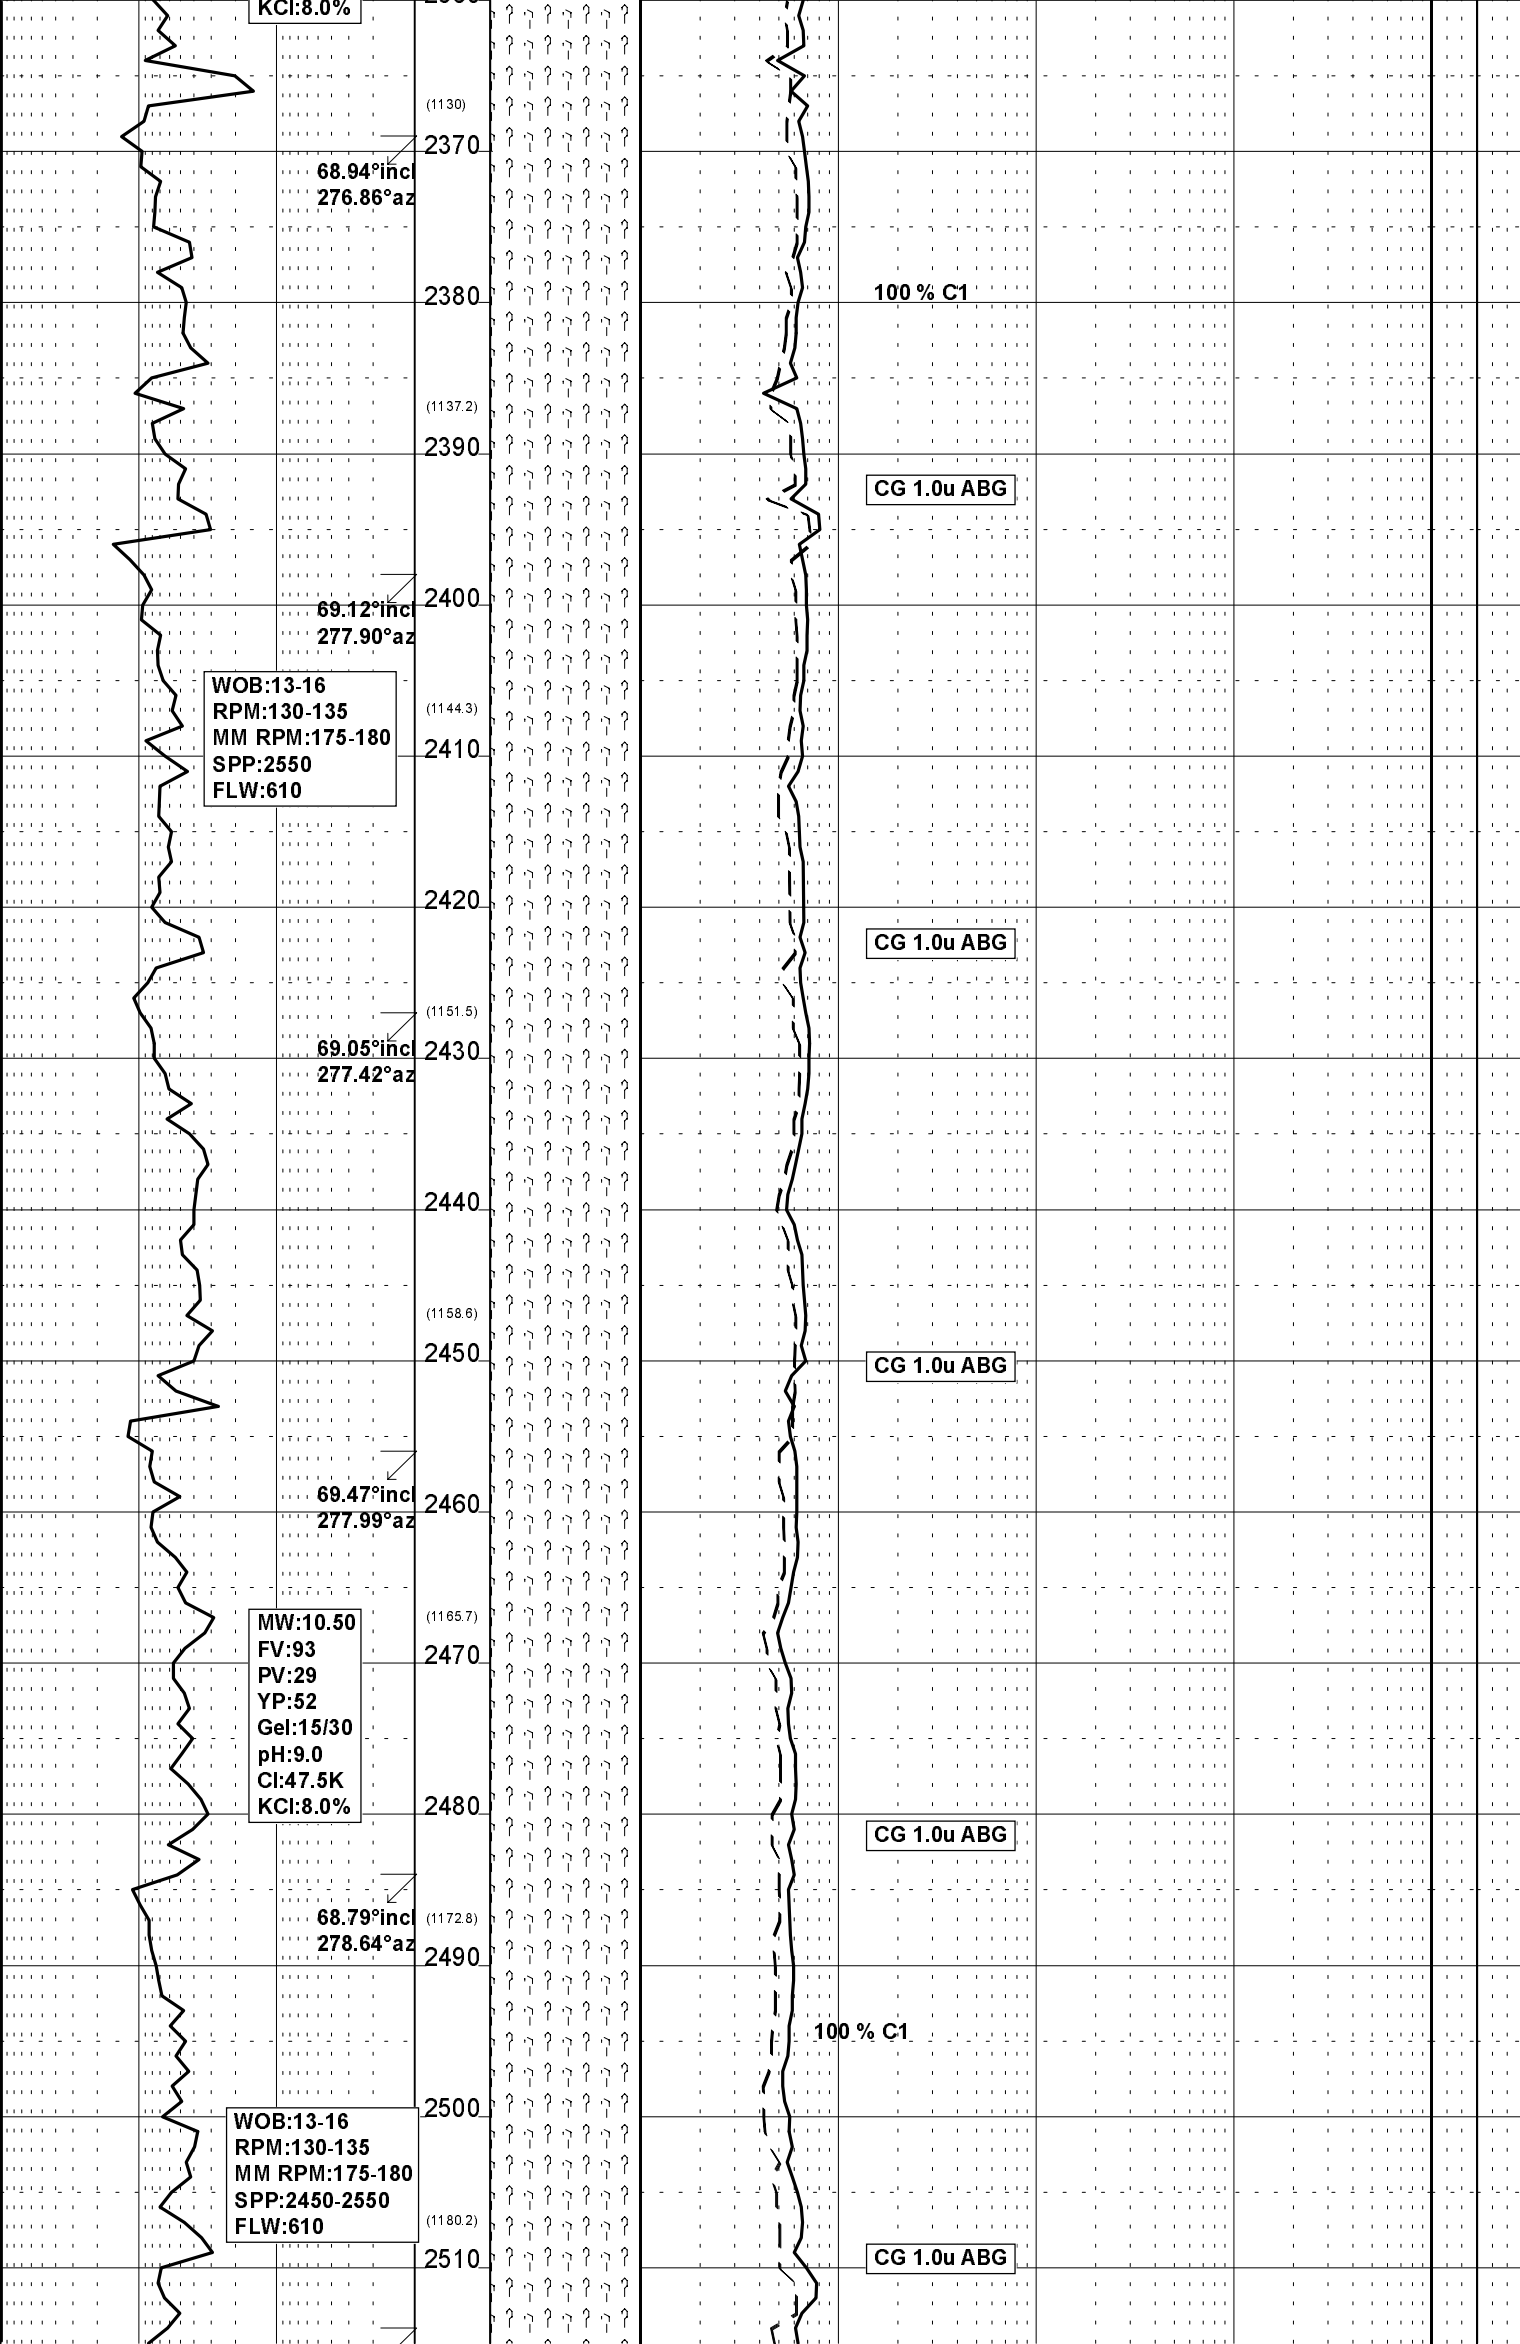 KCl:8.0%
(1130)
2370
68.94°incl
276.86°az
2380
100 % C1
(1137.2)
2390
CG 1.0u ABG
2400
69.12°incl
277.90°az
WOB:13-16
RPM:130-135
MM RPM:175-180
SPP:2550
FLW:610
(1144.3)
2410
2420
CG 1.0u ABG
(1151.5)
2430
69.05°incl
277.42°az
2440
(1158.6)
2450
CG 1.0u ABG
69.47°incl
277.99°az
2460
MW:10.50
FV:93
PV:29
YP:52
Gel:15/30
pH:9.0
Cl:47.5K
KCl:8.0%
(1165.7)
2470
2480
CG 1.0u ABG
68.79°incl
278.64°az
(1172.8)
2490
100 % C1
2500
WOB:13-16
RPM:130-135
MM RPM:175-180
SPP:2450-2550
FLW:610
(1180.2)
2510
CG 1.0u ABG